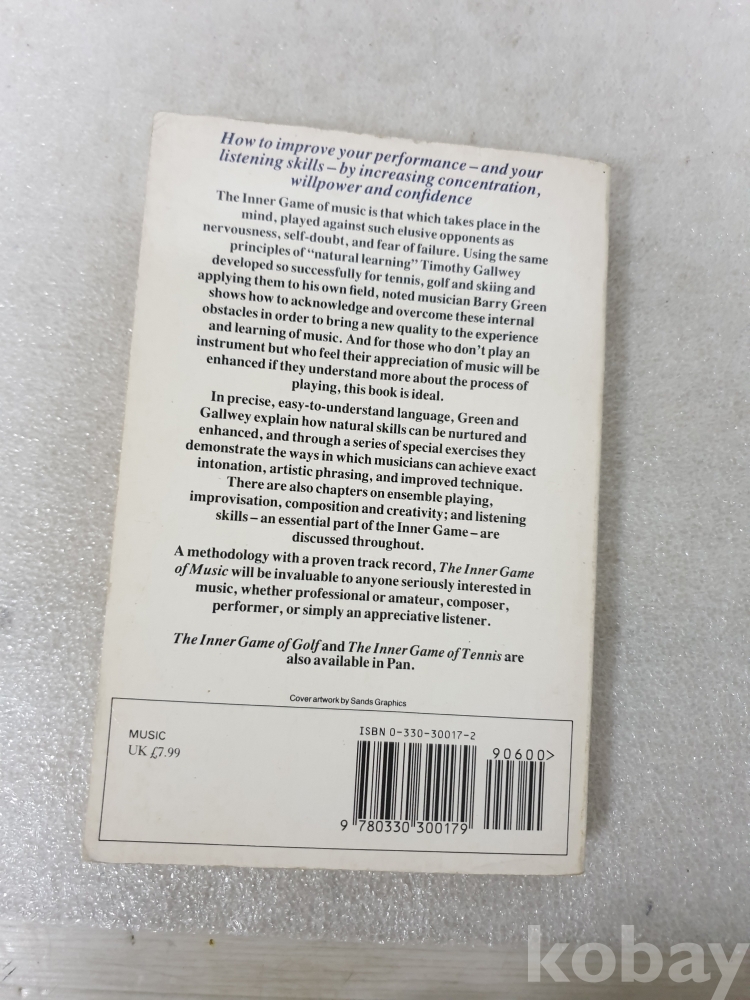 How to improve your performance – and your
listening skills – by increasing concentration,
willpower and confidence
The Inner Game of music is that which takes place in the
mind, played against such elusive opponents as
nervousness, self-doubt, and fear of failure. Using the same
principles of “natural learning” Timothy Gallwey
developed so successfully for tennis, golf and skiing and
applying them to his own field, noted musician Barry Green
shows how to acknowledge and overcome these internal
obstacles in order to bring a new quality to the experience
and learning of music. And for those who don't play an
instrument but who feel their appreciation of music will be
enhanced if they understand more about the process of
playing, this book is ideal.
In precise, easy-to-understand language, Green and
Gallwey explain how natural skills can be nurtured and
enhanced, and through a series of special exercises they
demonstrate the ways in which musicians can achieve exact
intonation, artistic phrasing, and improved technique.
There are also chapters on ensemble playing,
improvisation, composition and creativity; and listening
skills – an essential part of the Inner Game – are
discussed throughout.
A methodology with a proven track record, The Inner Game
of Music will be invaluable to anyone seriously interested in
music, whether professional or amateur, composer,
performer, or simply an appreciative listener.
The Inner Game of Golf and The Inner Game of Tennis are
also available in Pan.
Cover artwork by Sands Graphics
MUSIC
UK £7.99
ISBN 0-330-30017-2
90600>
9 780330 300179
kobay